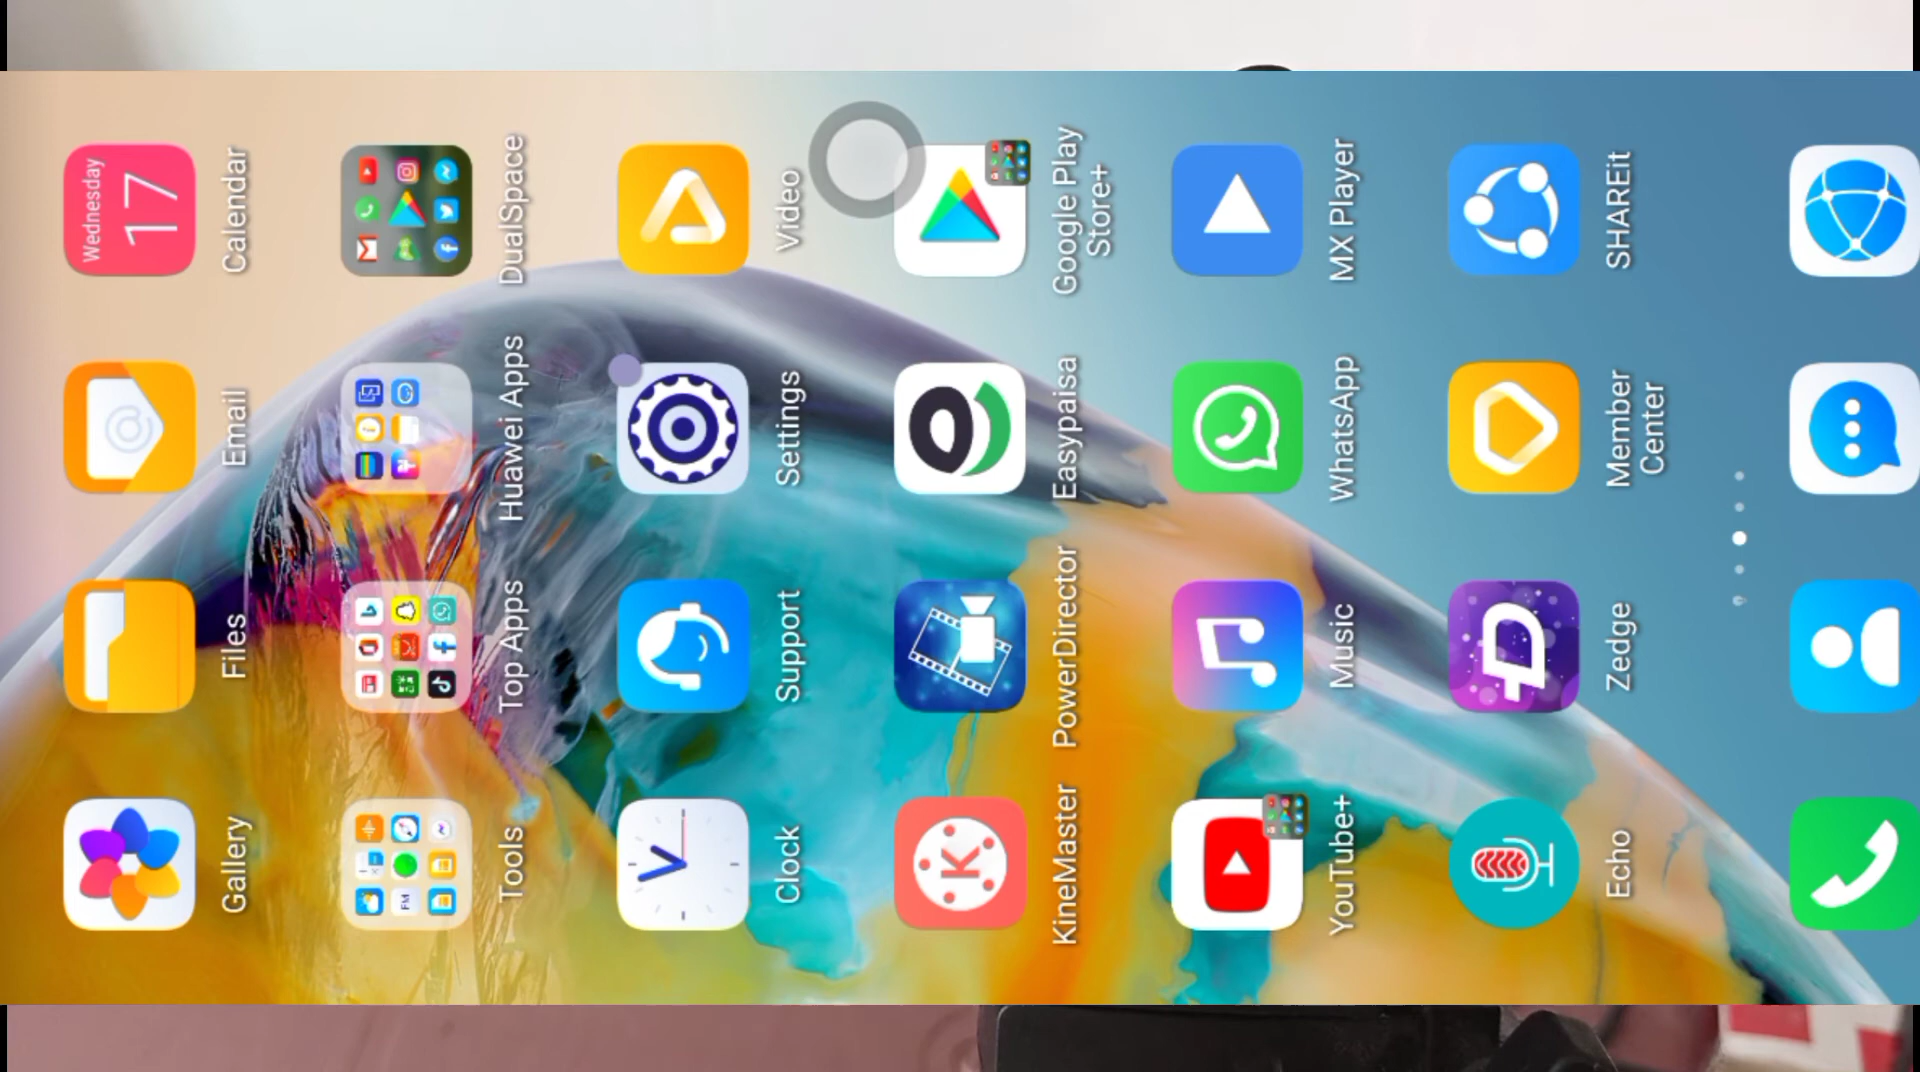 Gallery
Files
Email
Wednesday
17
Calendar
Tools
Top Apps
Huawei Apps
DualSpace
Clock
Support
Settings
Video
KineMaster
PowerDirector
Easypaisa
Google Play
Store+
YouTube+
Music
WhatsApp
MX Player
Echo
Zedge
Member
Center
SHAREit